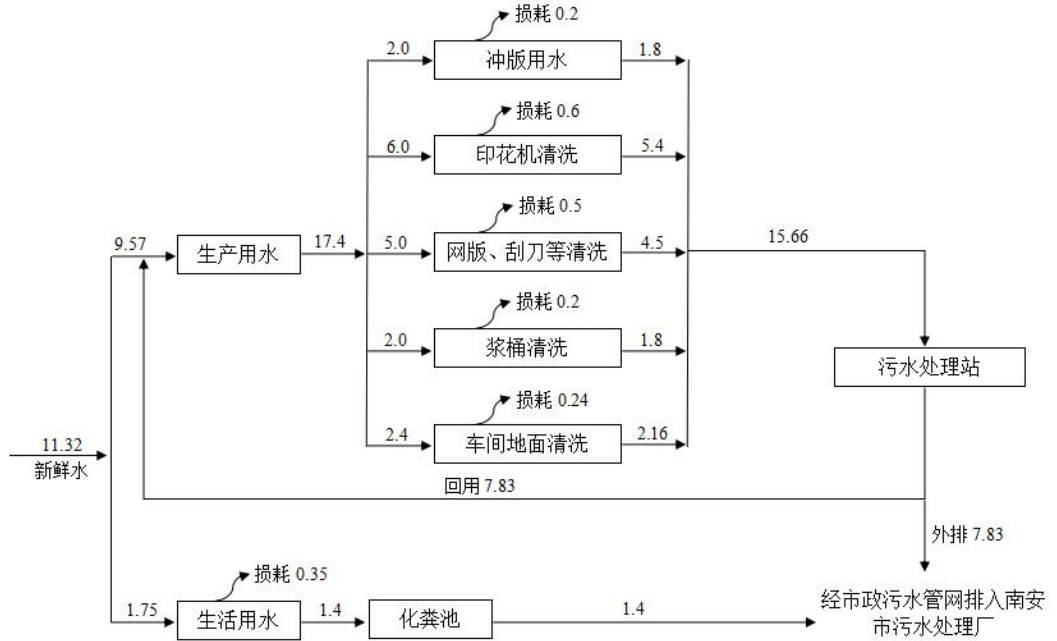 损耗 0.2
2.0
冲版用水
1.8
损耗 0.6
6.0
印花机清洗
5.4
损耗 0.5
9.57
生产用水
17.4
5.0
网版、刮刀等清洗
4.5
15.66
损耗 0.2
2.0
浆桶清洗
1.8
污水处理站
损耗 0.24
2.4
车间地面清洗
2.16
11.32
新鲜水
回用 7.83
外排 7.83
损耗 0.35
1.75
生活用水
1.4
化粪池
1.4
经市政污水管网排入南安
市污水处理厂